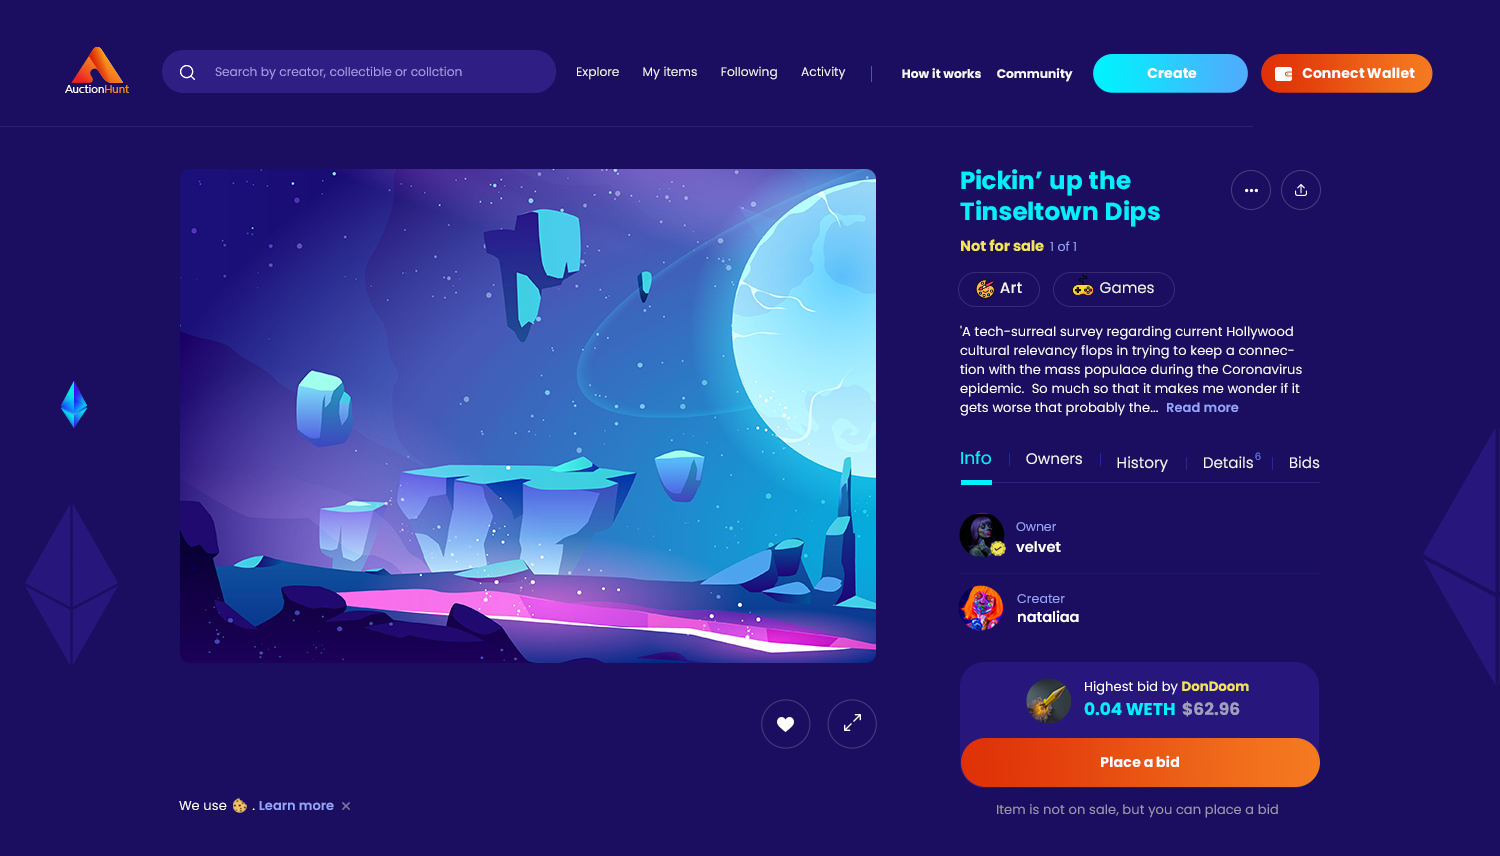 AuctionHunt
Search by creator, collectible or collction
Explore
My items
Following
Activity
How it works
Community
Create
Connect Wallet
Pickin’ up the
Tinseltown Dips
Not for sale 1 of 1
Art
Games
'A tech-surreal survey regarding current Hollywood
cultural relevancy flops in trying to keep a connec-
tion with the mass populace during the Coronavirus
epidemic. So much so that it makes me wonder if it
gets worse that probably the... Read more
Info
Owners
History
Details 6
Bids
Owner
velvet
Creater
nataliaa
Highest bid by DonDoom
0.04 WETH $62.96
Place a bid
Item is not on sale, but you can place a bid
We use . Learn more ×